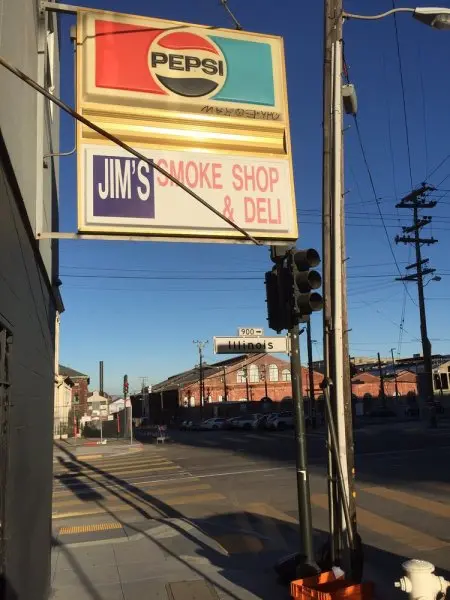 PEPSI
JIM'S
SMOKE SHOP
& DELI
900
Illinois